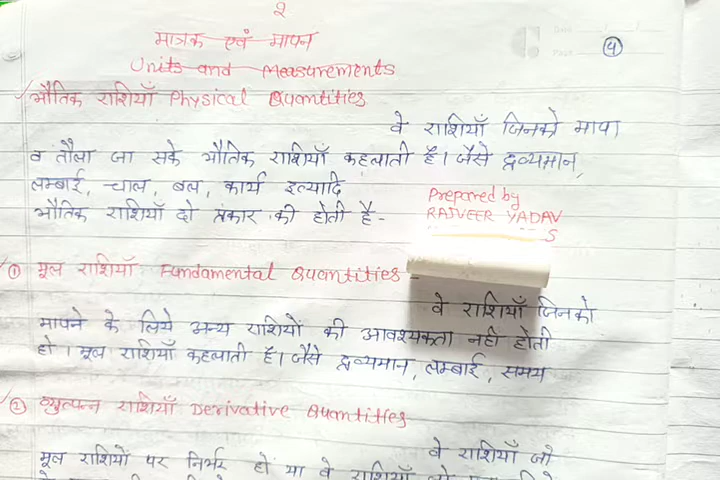 2
मात्रक एवं मापन
Units and Measurements
4
भौतिक राशियाँ Physical Quantities
वे राशियाँ जिनको मापा
व तौला जा सके भौतिक राशियाँ कहलाती है। जैसे द्रव्यमान,
लम्बाई, चाल, बल, कार्य इत्यादि
भौतिक राशियाँ दो प्रकार की होती है-
Prepared by
RAJVEER YADAV
S
① मूल राशियाँ Fundamental Quantities-
वे राशियाँ जिनको
मापने के लिये अन्य राशियों की आवश्यकता नहीं होती
हो। मूल राशियाँ कहलाती है। जैसे द्रव्यमान, लम्बाई, समय
② व्युत्पन्न राशियाँ Derivative Quantities-
वे राशियाँ जो
मूल राशियों पर निर्भर हो या वे राशियाँ